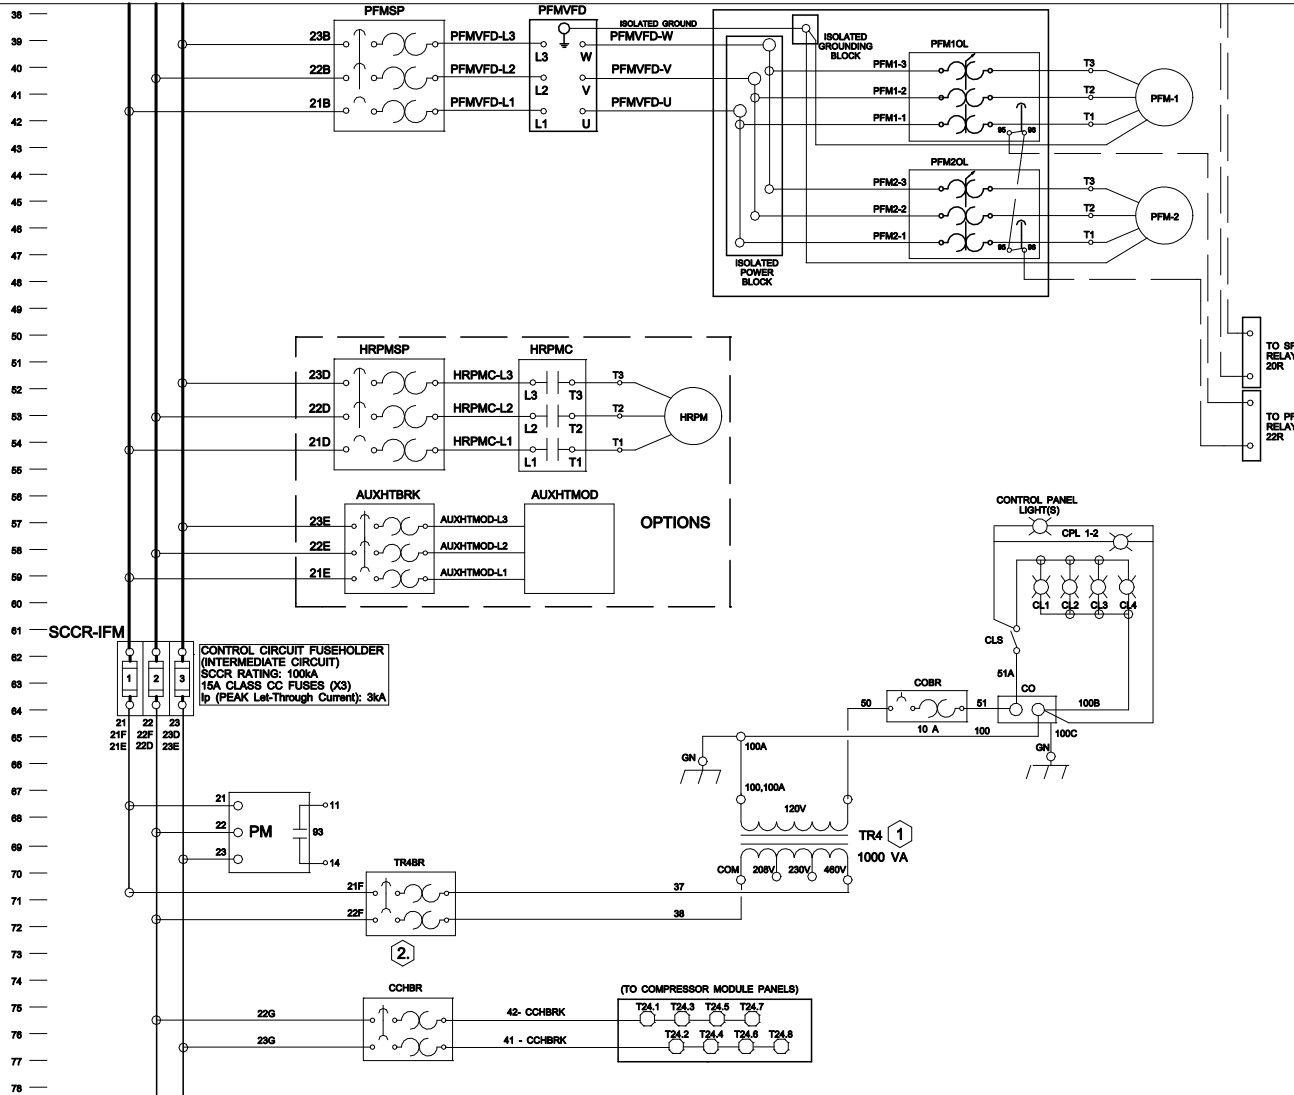 38
39
40
41
42
43
44
45
46
47
48
49
50
51
52
53
54
55
56
57
58
59
60
61
62
63
64
65
66
67
68
69
70
71
72
73
74
75
76
77
78
PFMSP
PFMVFD
23B
22B
21B
PFMVFD-L3
PFMVFD-L2
PFMVFD-L1
L3
L2
L1
W
V
U
ISOLATED GROUND
PFMVFD-W
PFMVFD-V
PFMVFD-U
ISOLATED
GROUNDING
BLOCK
ISOLATED
POWER
BLOCK
PFM1OL
PFM1-3
PFM1-2
PFM1-1
95
96
T3
T2
T1
PFM-1
PFM2OL
PFM2-3
PFM2-2
PFM2-1
95
96
T3
T2
T1
PFM-2
TO SF
RELAY
20R
TO PF
RELAY
22R
HRPMSP
HRPMC
23D
22D
21D
HRPMC-L3
HRPMC-L2
HRPMC-L1
L3
L2
L1
T3
T2
T1
T3
T2
T1
HRPM
AUXHTBRK
AUXHTMOD
23E
22E
21E
AUXHTMOD-L3
AUXHTMOD-L2
AUXHTMOD-L1
OPTIONS
CONTROL PANEL
LIGHT(S)
CPL 1-2
CL1
CL2
CL3
CL4
CLS
51A
SCCR-IFM
1
2
3
CONTROL CIRCUIT FUSEHOLDER
(INTERMEDIATE CIRCUIT)
SCCR RATING: 100kA
15A CLASS CC FUSES (X3)
Ip (PEAK Let-Through Current): 3kA
21
22
23
21F
22F
23D
21E
22D
23E
COBR
50
51
10 A
CO
100
100B
100C
GN
GN
100A
100,100A
120V
TR4
1
1000 VA
COM
208V
230V
460V
21
22
23
PM
11
93
14
TR4BR
21F
22F
37
38
2.
CCHBR
22G
23G
42- CCHBRK
41 - CCHBRK
(TO COMPRESSOR MODULE PANELS)
T24.1
T24.3
T24.5
T24.7
T24.2
T24.4
T24.6
T24.8